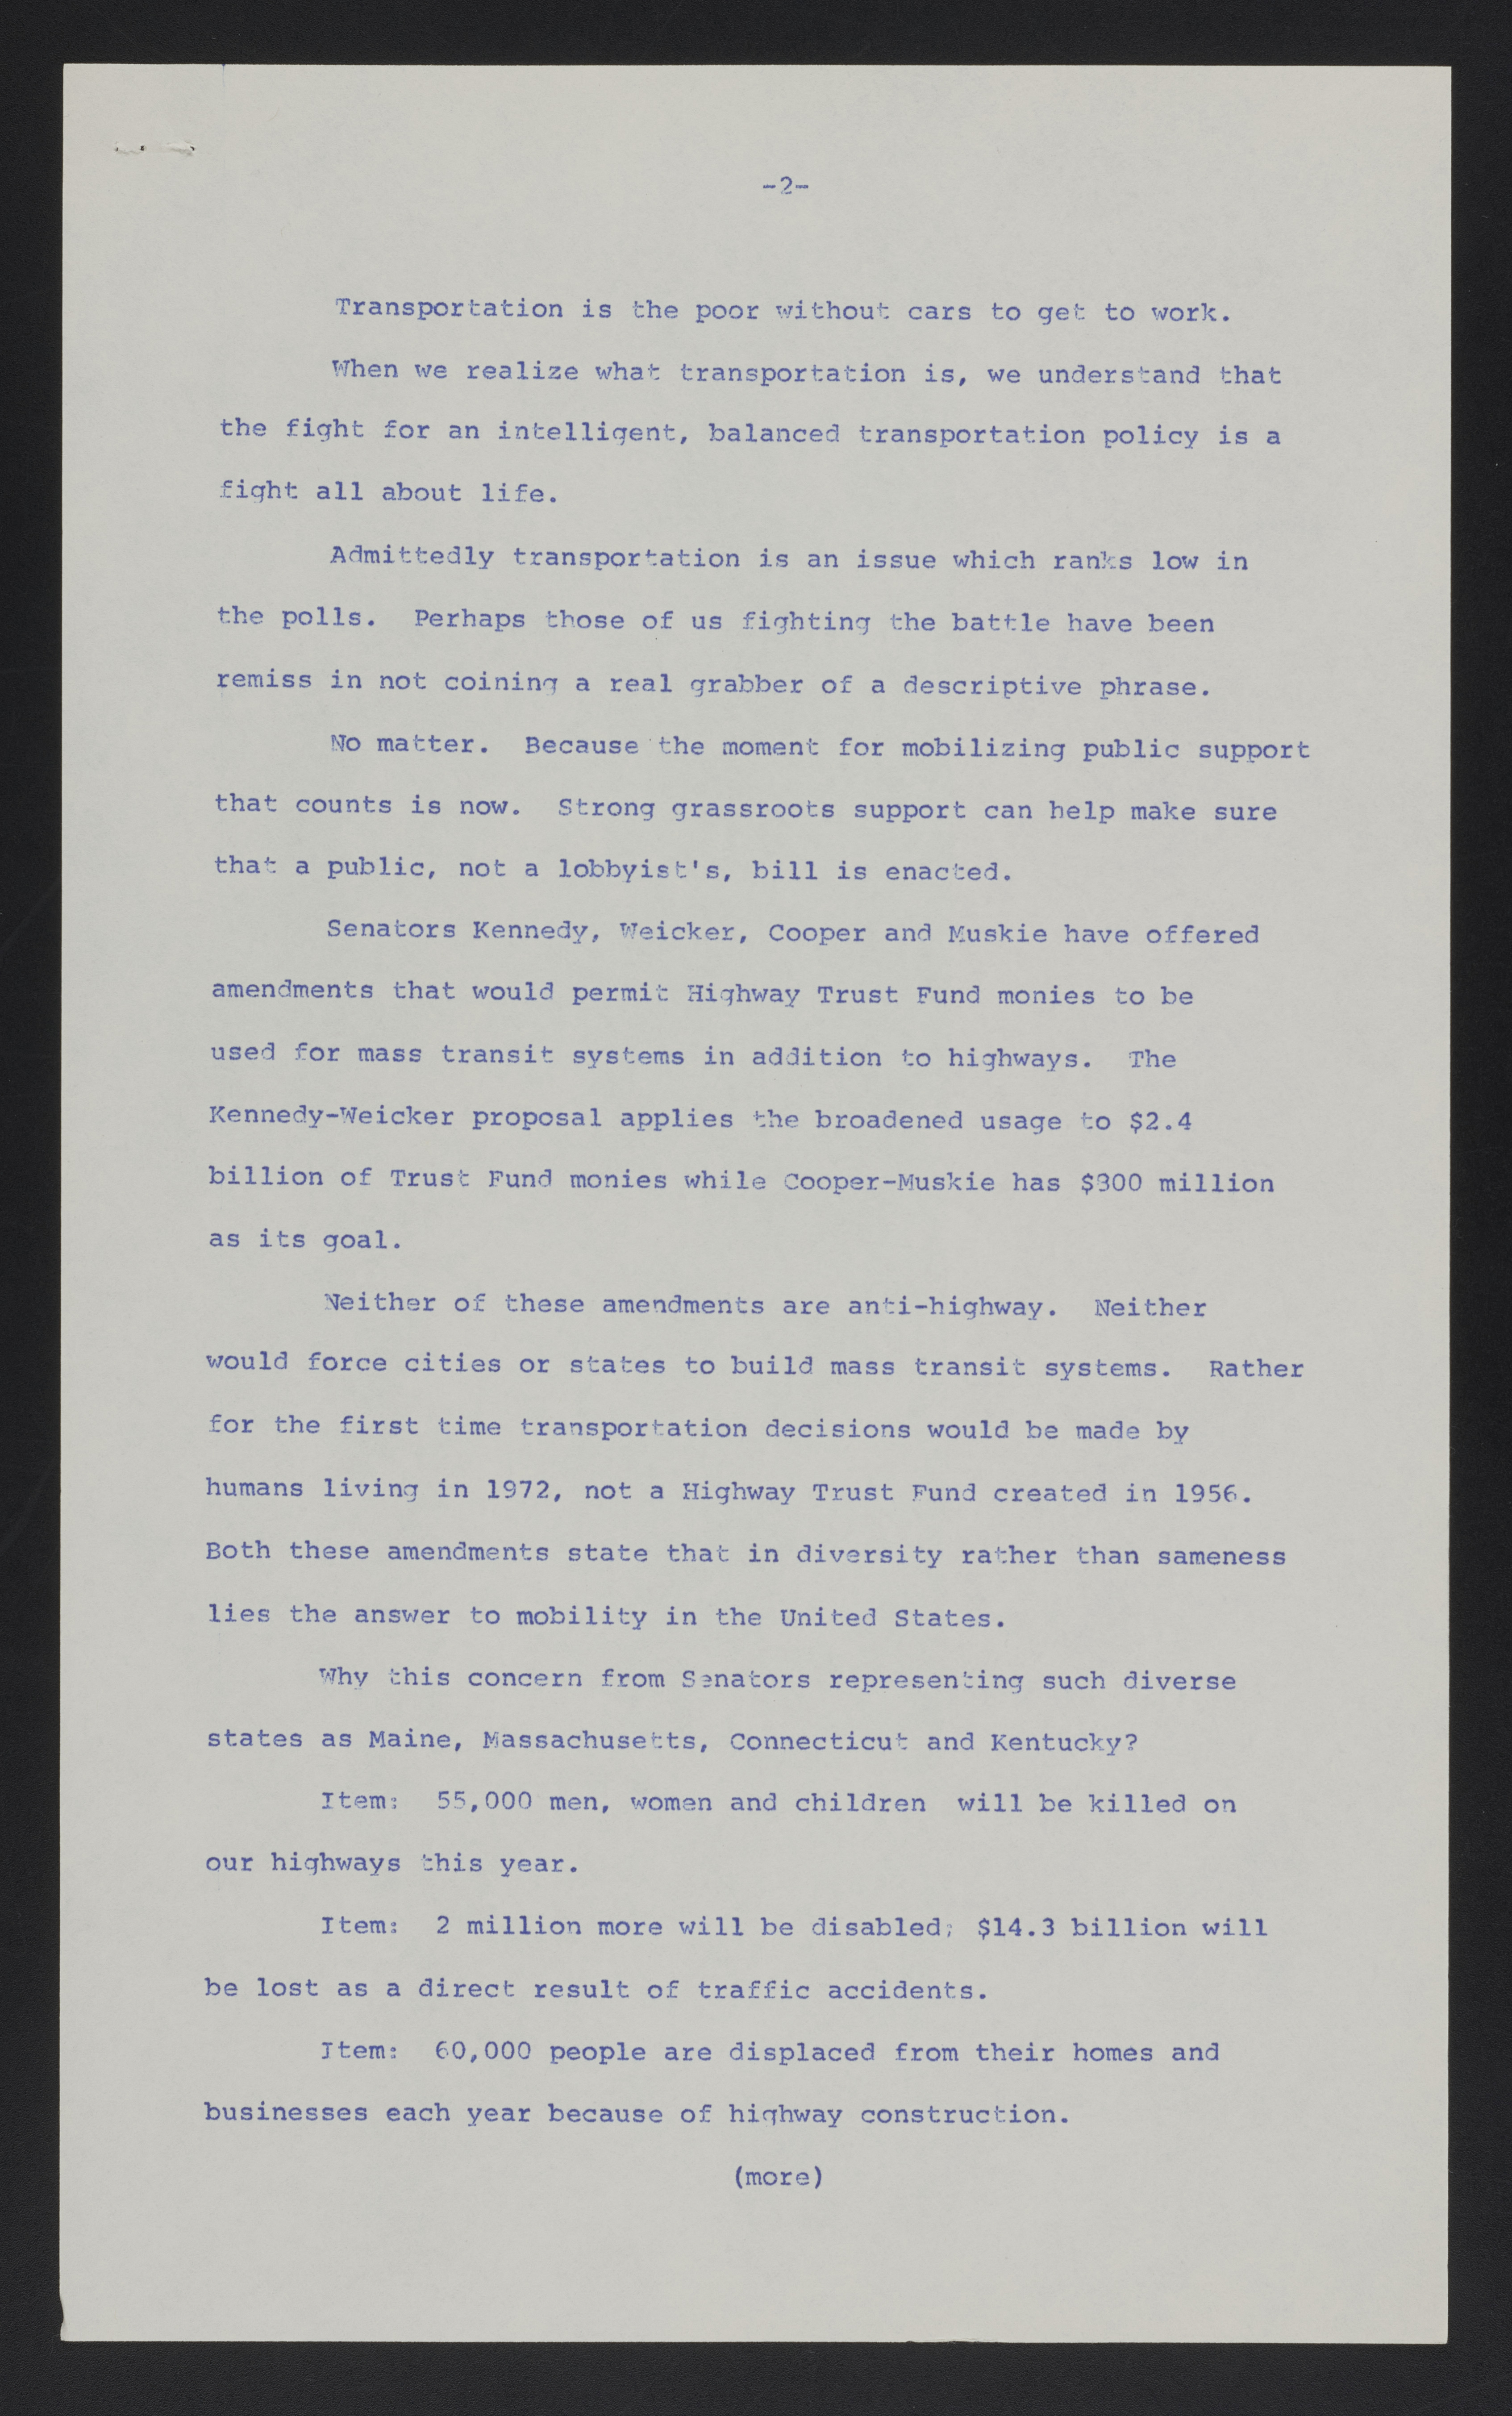 -2-
Transportation is the poor without cars to get to work.
When we realize what transportation is, we understand that
the fight for an intelligent, balanced transportation policy is a
fight all about life.
Admittedly transportation is an issue which ranks low in
the polls. Perhaps those of us fighting the battle have been
remiss in not coining a real grabber of a descriptive phrase.
No matter. Because the moment for mobilizing public support
that counts is now. Strong grassroots support can help make sure
that a public, not a lobbyist's, bill is enacted.
Senators Kennedy, Weicker, Cooper and Muskie have offered
amendments that would permit Highway Trust Fund monies to be
used for mass transit systems in addition to highways. The
Kennedy-Weicker proposal applies the broadened usage to $2.4
billion of Trust Fund monies while Cooper-Muskie has $800 million
as its goal.
Neither of these amendments are anti-highway. Neither
would force cities or states to build mass transit systems. Rather
for the first time transportation decisions would be made by
humans living in 1972, not a Highway Trust Fund created in 1956.
Both these amendments state that in diversity rather than sameness
lies the answer to mobility in the United States.
Why this concern from Senators representing such diverse
states as Maine, Massachusetts, Connecticut and Kentucky?
Item: 55,000 men, women and children will be killed on
our highways this year.
Item: 2 million more will be disabled; $14.3 billion will
be lost as a direct result of traffic accidents.
Item: 60,000 people are displaced from their homes and
businesses each year because of highway construction.
(more)